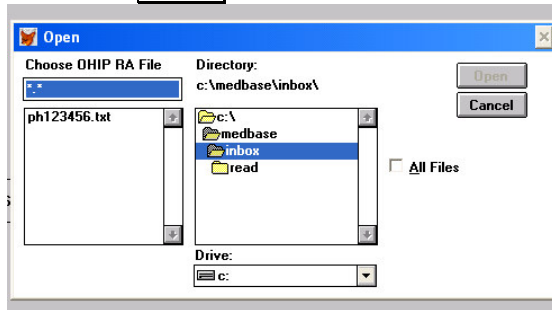 Open
Choose OHIP RA File
*.*
ph123456.txt
Directory:
c:\medbase\inbox\
c:\
medbase
inbox
read
Drive:
c:
Open
Cancel
All Files